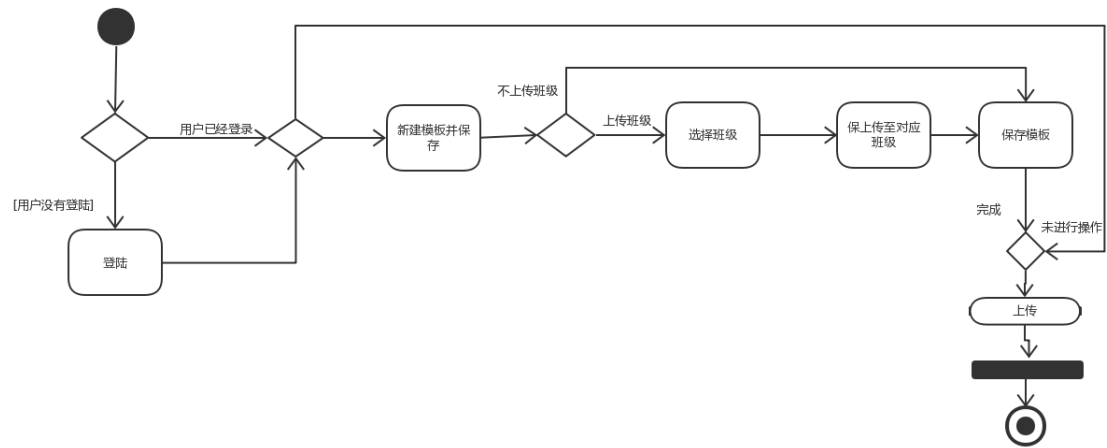 不上传班级
用户已经登录
新建模板并保
存
上传班级
选择班级
保上传至对应
班级
保存模板
[用户没有登陆]
完成
未进行操作
登陆
上传